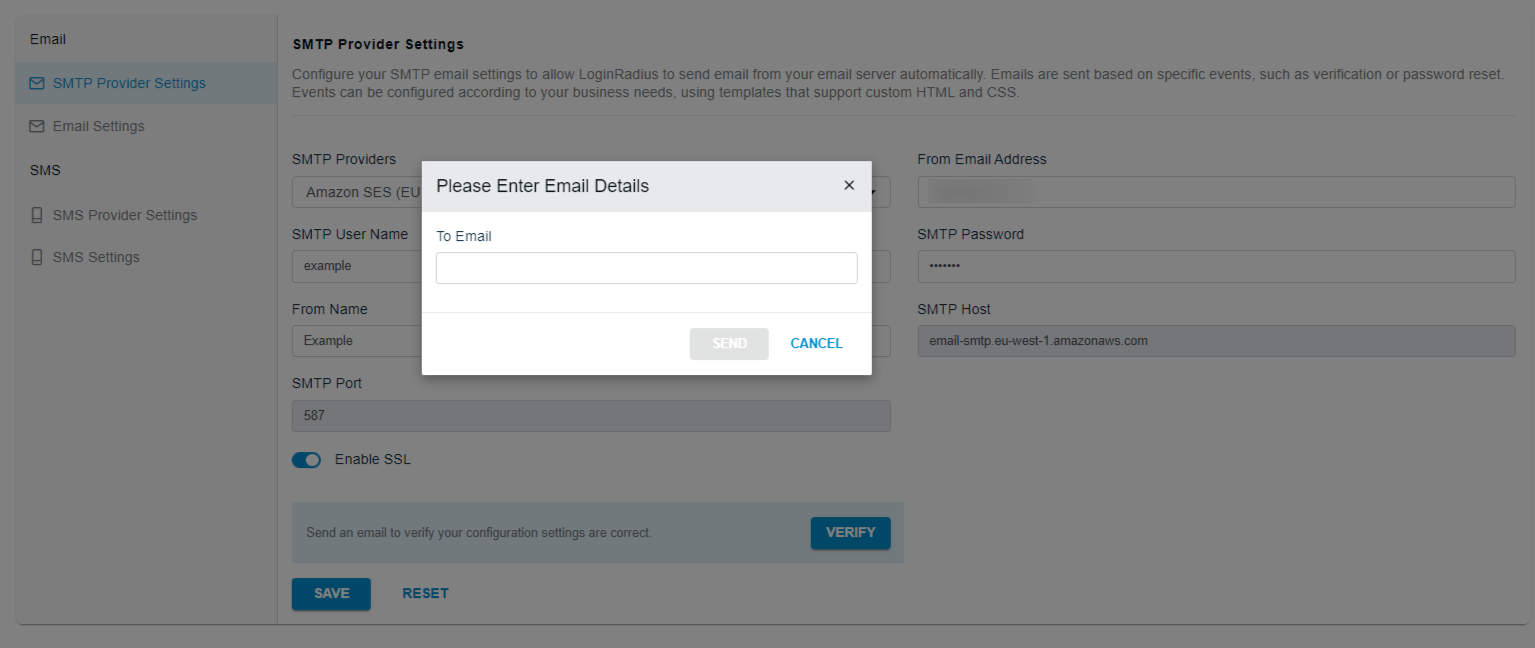 Email
SMTP Provider Settings
Email Settings
SMS
SMS Provider Settings
SMS Settings
SMTP Provider Settings
Configure your SMTP email settings to allow LoginRadius to send email from your email server automatically. Emails are sent based on specific events, such as verification or password reset.
Events can be configured according to your business needs, using templates that support custom HTML and CSS.
SMTP Providers
Amazon SES (EU
From Email Address
SMTP User Name
example
SMTP Password
•••••••
From Name
Example
SMTP Host
email-smtp.eu-west-1.amazonaws.com
SMTP Port
587
Enable SSL
Send an email to verify your configuration settings are correct.
VERIFY
SAVE
RESET
Please Enter Email Details
×
To Email
SEND
CANCEL